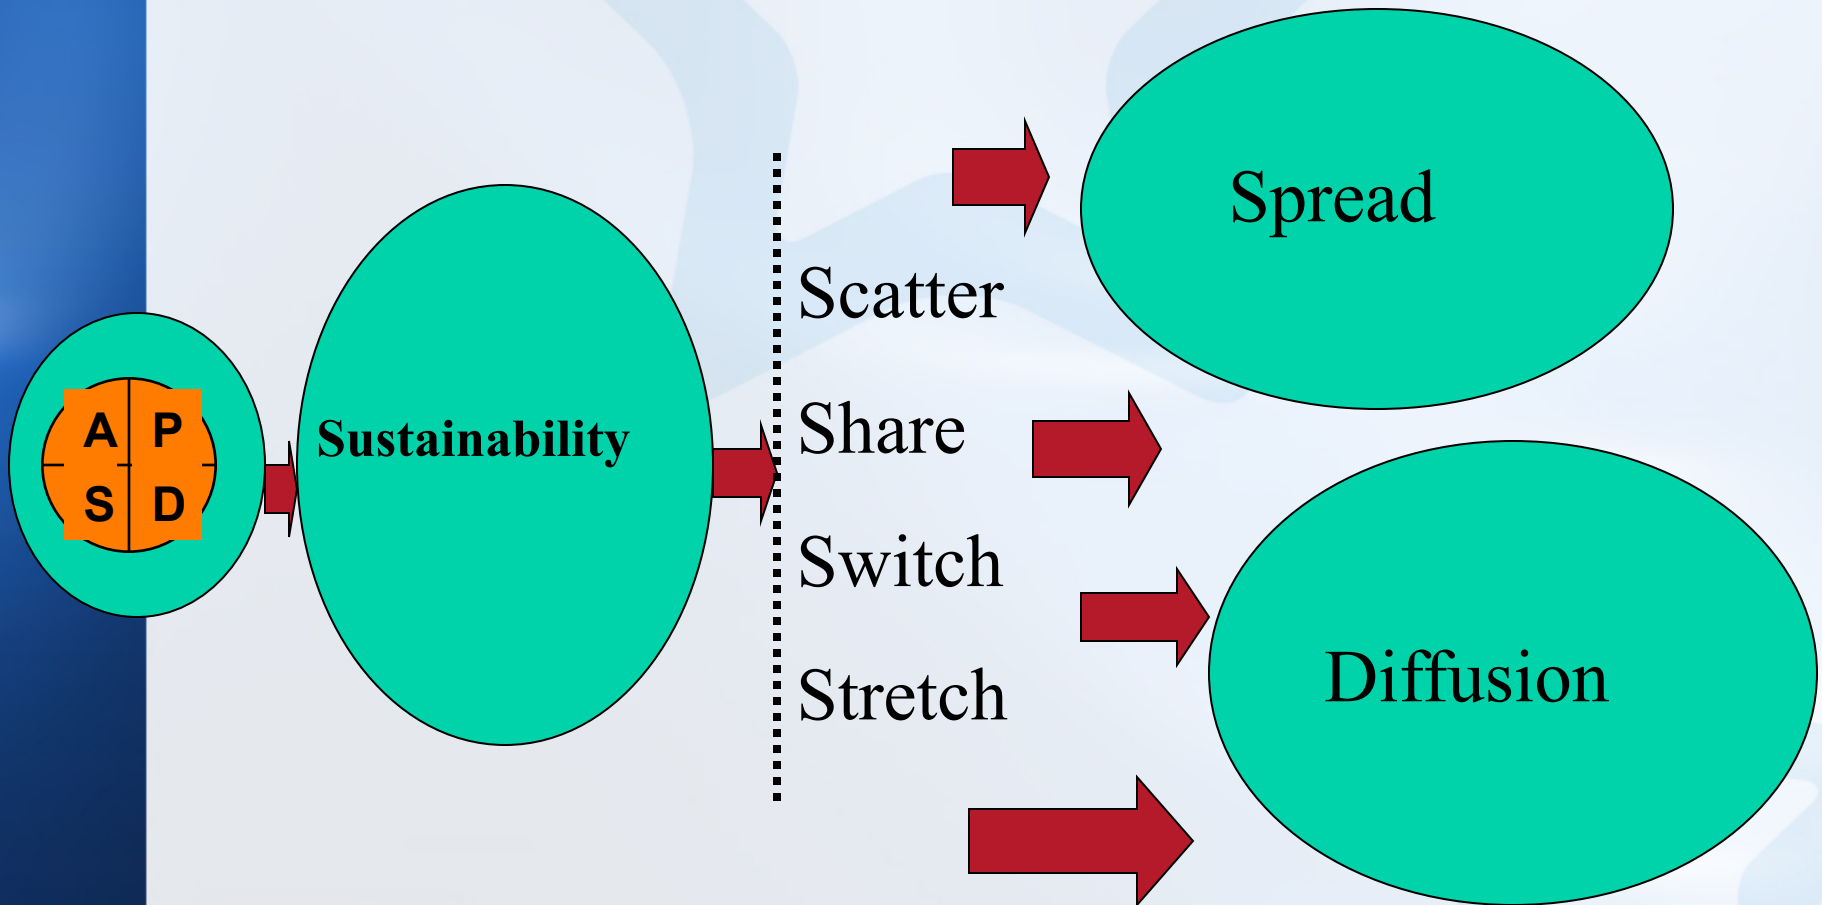 A P
S D
Sustainability
Scatter
Share
Switch
Stretch
Spread
Diffusion